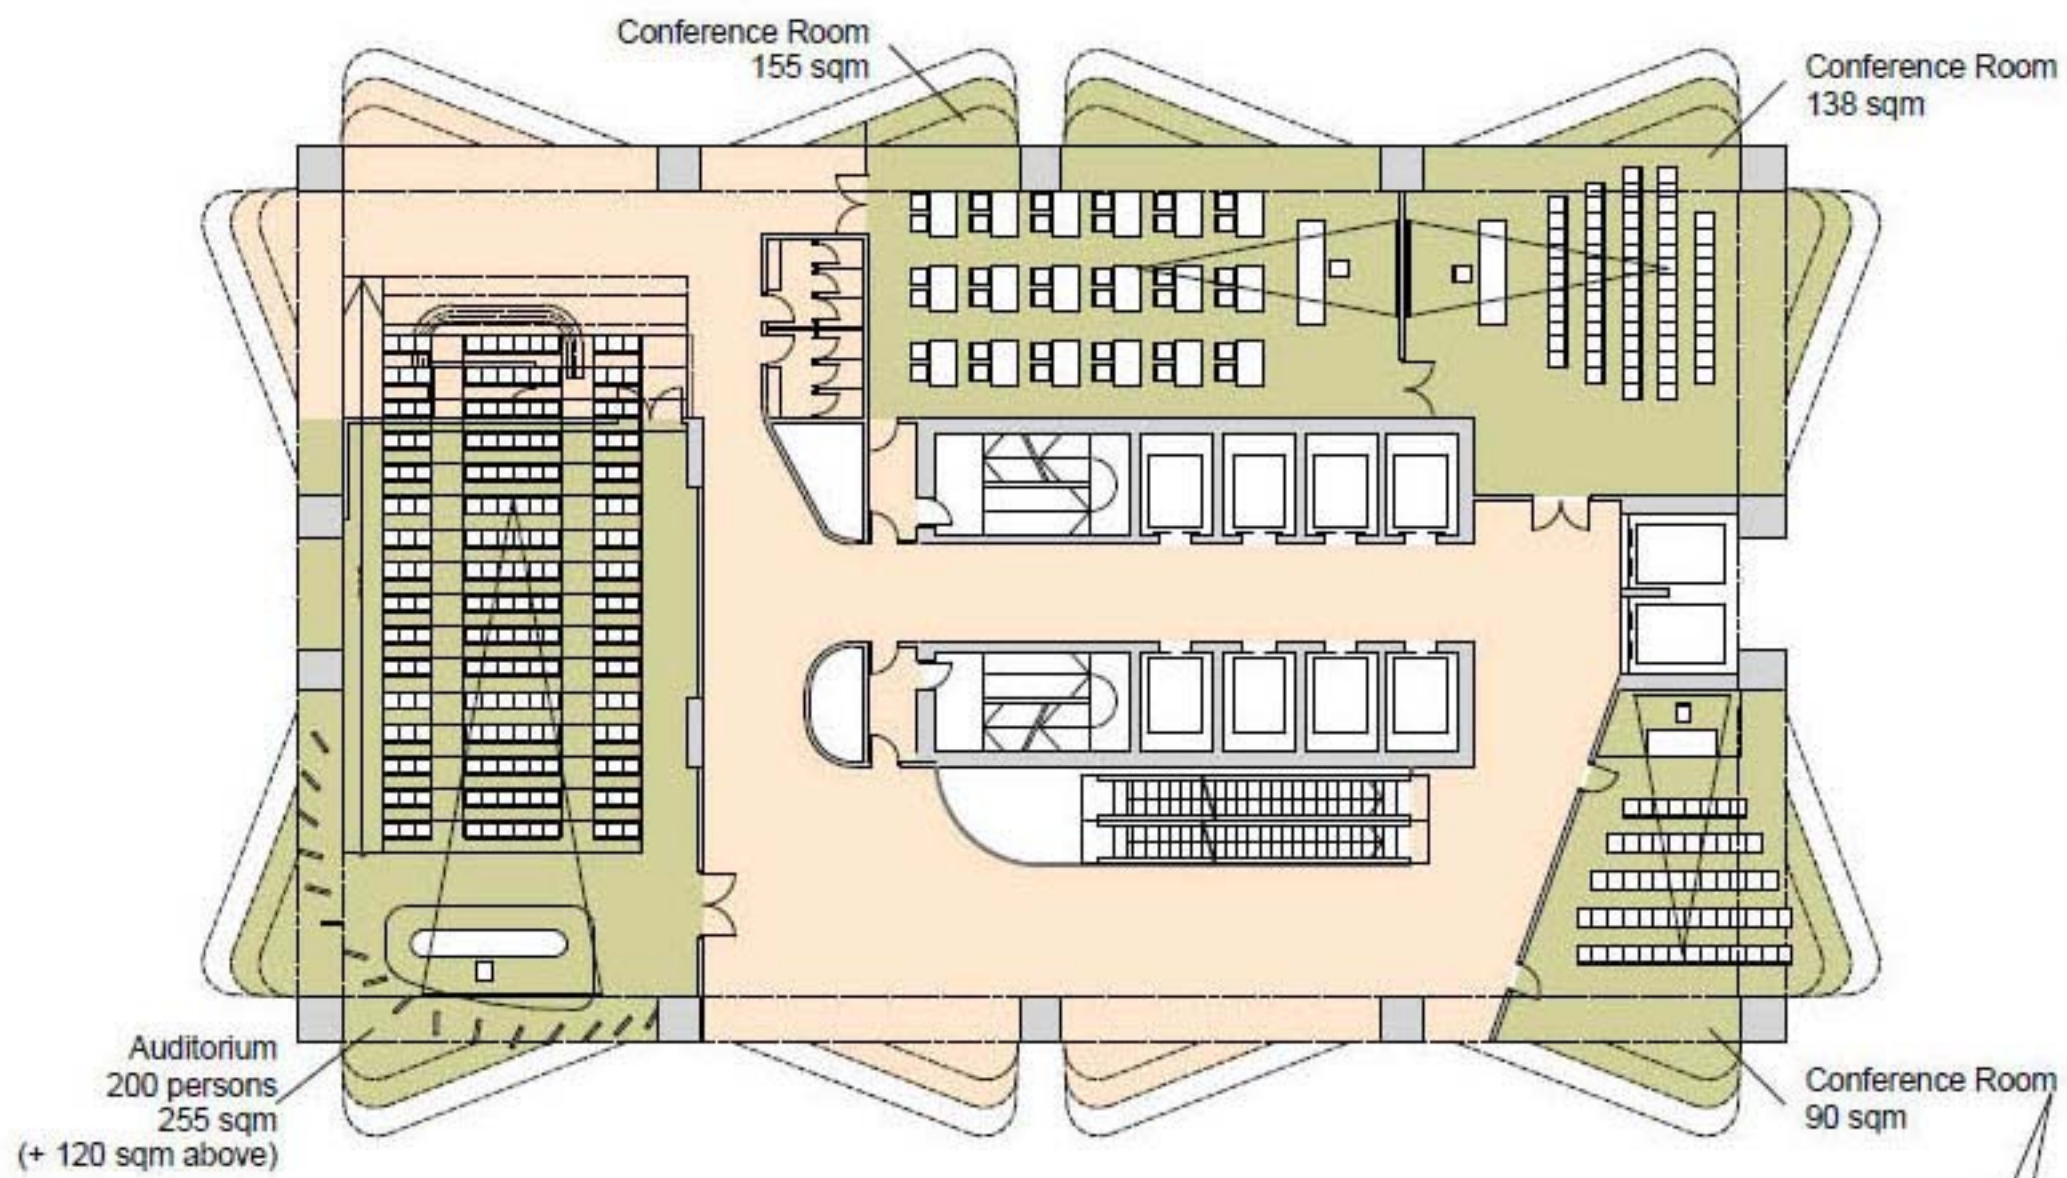 Conference Room
155 sqm
Conference Room
138 sqm
Auditorium
200 persons
255 sqm
(+ 120 sqm above)
Conference Room
90 sqm